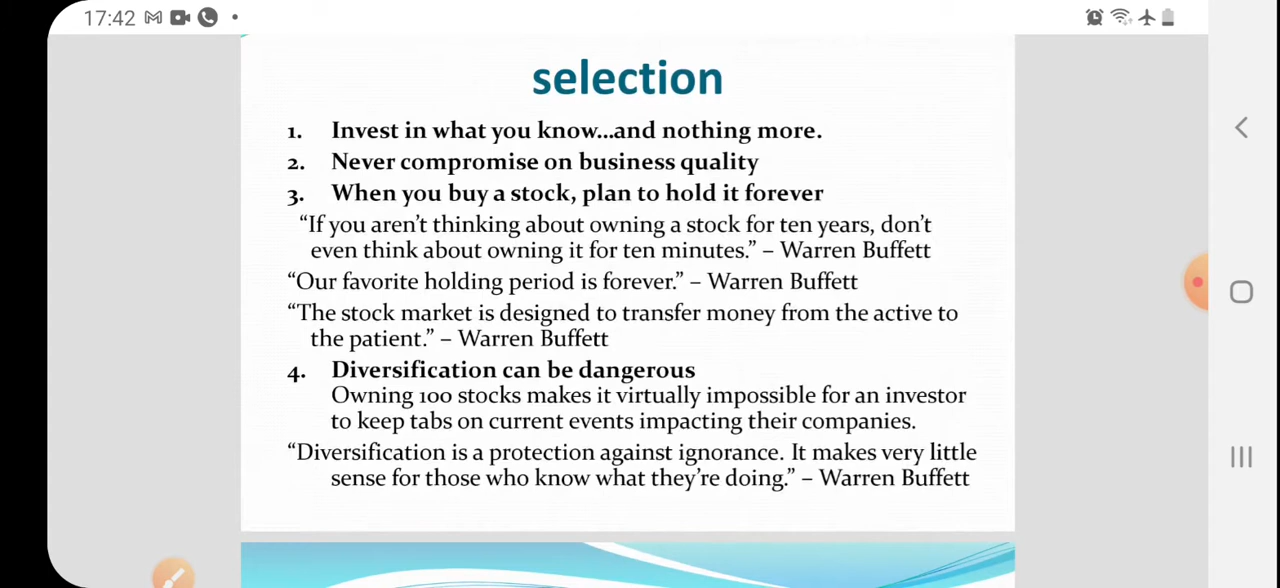 17:42
selection
1. Invest in what you know...and nothing more.
2. Never compromise on business quality
3. When you buy a stock, plan to hold it forever
“If you aren’t thinking about owning a stock for ten years, don’t
even think about owning it for ten minutes.” – Warren Buffett
“Our favorite holding period is forever.” – Warren Buffett
“The stock market is designed to transfer money from the active to
the patient.” – Warren Buffett
4. Diversification can be dangerous
Owning 100 stocks makes it virtually impossible for an investor
to keep tabs on current events impacting their companies.
“Diversification is a protection against ignorance. It makes very little
sense for those who know what they’re doing.” – Warren Buffett